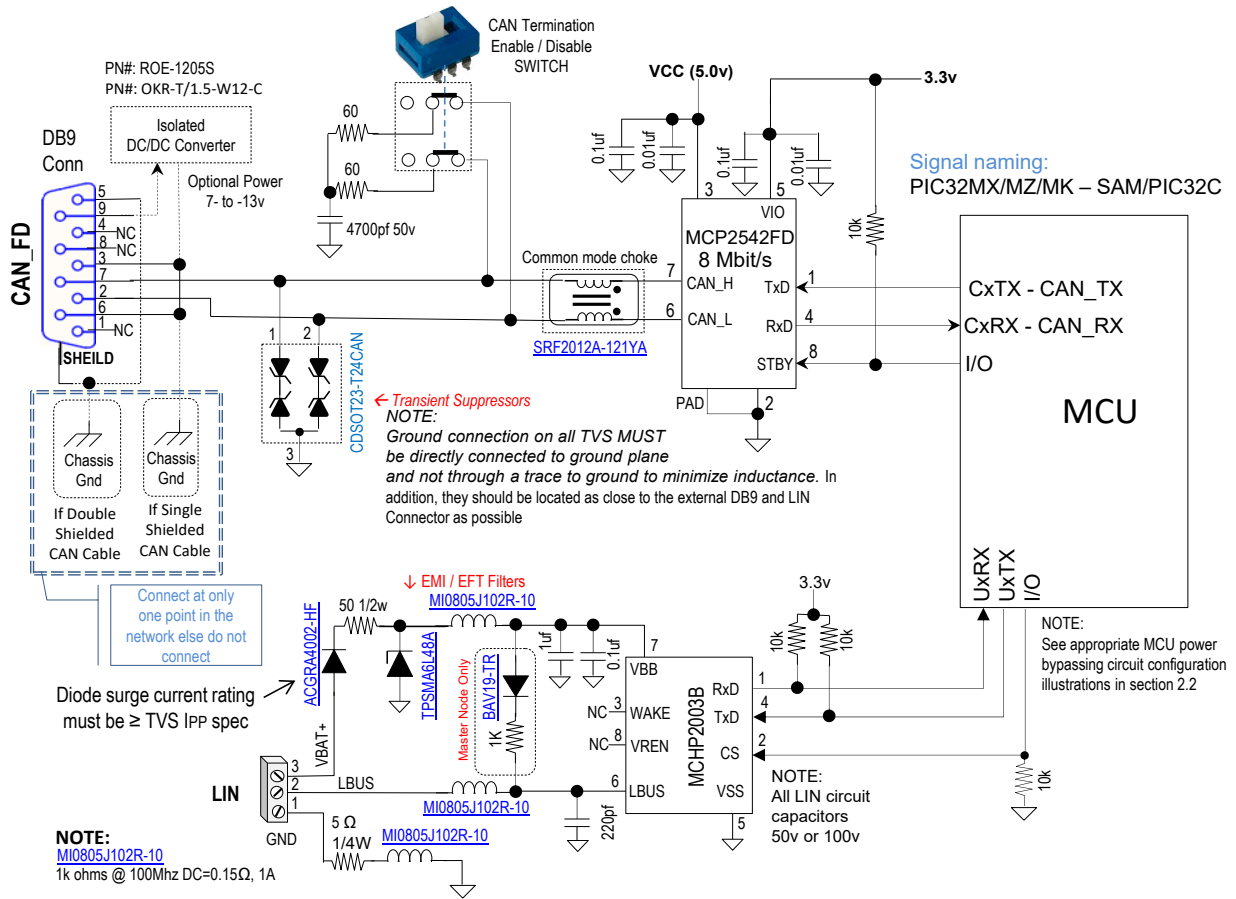 CAN Termination
Enable / Disable
SWITCH
PN#: ROE-1205S
PN#: OKR-T/1.5-W12-C
Isolated
DC/DC Converter
DB9
Conn
Optional Power
7- to -13v
60
60
4700pf 50v
CAN_FD
5
9
4
NC
8
NC
3
7
2
6
1
NC
SHEILD
Chassis
Gnd
Chassis
Gnd
If Double
Shielded
CAN Cable
If Single
Shielded
CAN Cable
Connect at only
one point in the
network else do not
connect
1
2
3
CDSOT23-T24CAN
← Transient Suppressors
NOTE:
Ground connection on all TVS MUST
be directly connected to ground plane
and not through a trace to ground to minimize inductance. In
addition, they should be located as close to the external DB9 and LIN
Connector as possible
Common mode choke
SRF2012A-121YA
VCC (5.0v)
3.3v
0.1uf
0.01uf
0.1uf
0.01uf
10k
3
5
VIO
MCP2542FD
8 Mbit/s
7
CAN_H
6
CAN_L
TxD
1
RxD
4
STBY
8
PAD
2
Signal naming:
PIC32MX/MZ/MK – SAM/PIC32C
CxTX - CAN_TX
CxRX - CAN_RX
I/O
MCU
UxRX
UxTX
I/O
NOTE:
See appropriate MCU power
bypassing circuit configuration
illustrations in section 2.2
↓ EMI / EFT Filters
MI0805J102R-10
50 1/2w
ACGRA4002-HF
TPSMA6L48A
Master Node Only
BAV19-TR
1K
1uf
0.1uf
Diode surge current rating
must be ≥ TVS IPP spec
VBAT+
LIN
3
2
1
GND
LBUS
MI0805J102R-10
5 Ω
1/4W
MI0805J102R-10
220pf
7
VBB
NC
3
WAKE
NC
8
VREN
6
LBUS
MCHP2003B
RxD
1
TxD
4
CS
2
VSS
5
3.3v
10k
10k
10k
NOTE:
All LIN circuit
capacitors
50v or 100v
NOTE:
MI0805J102R-10
1k ohms @ 100Mhz DC=0.15Ω, 1A